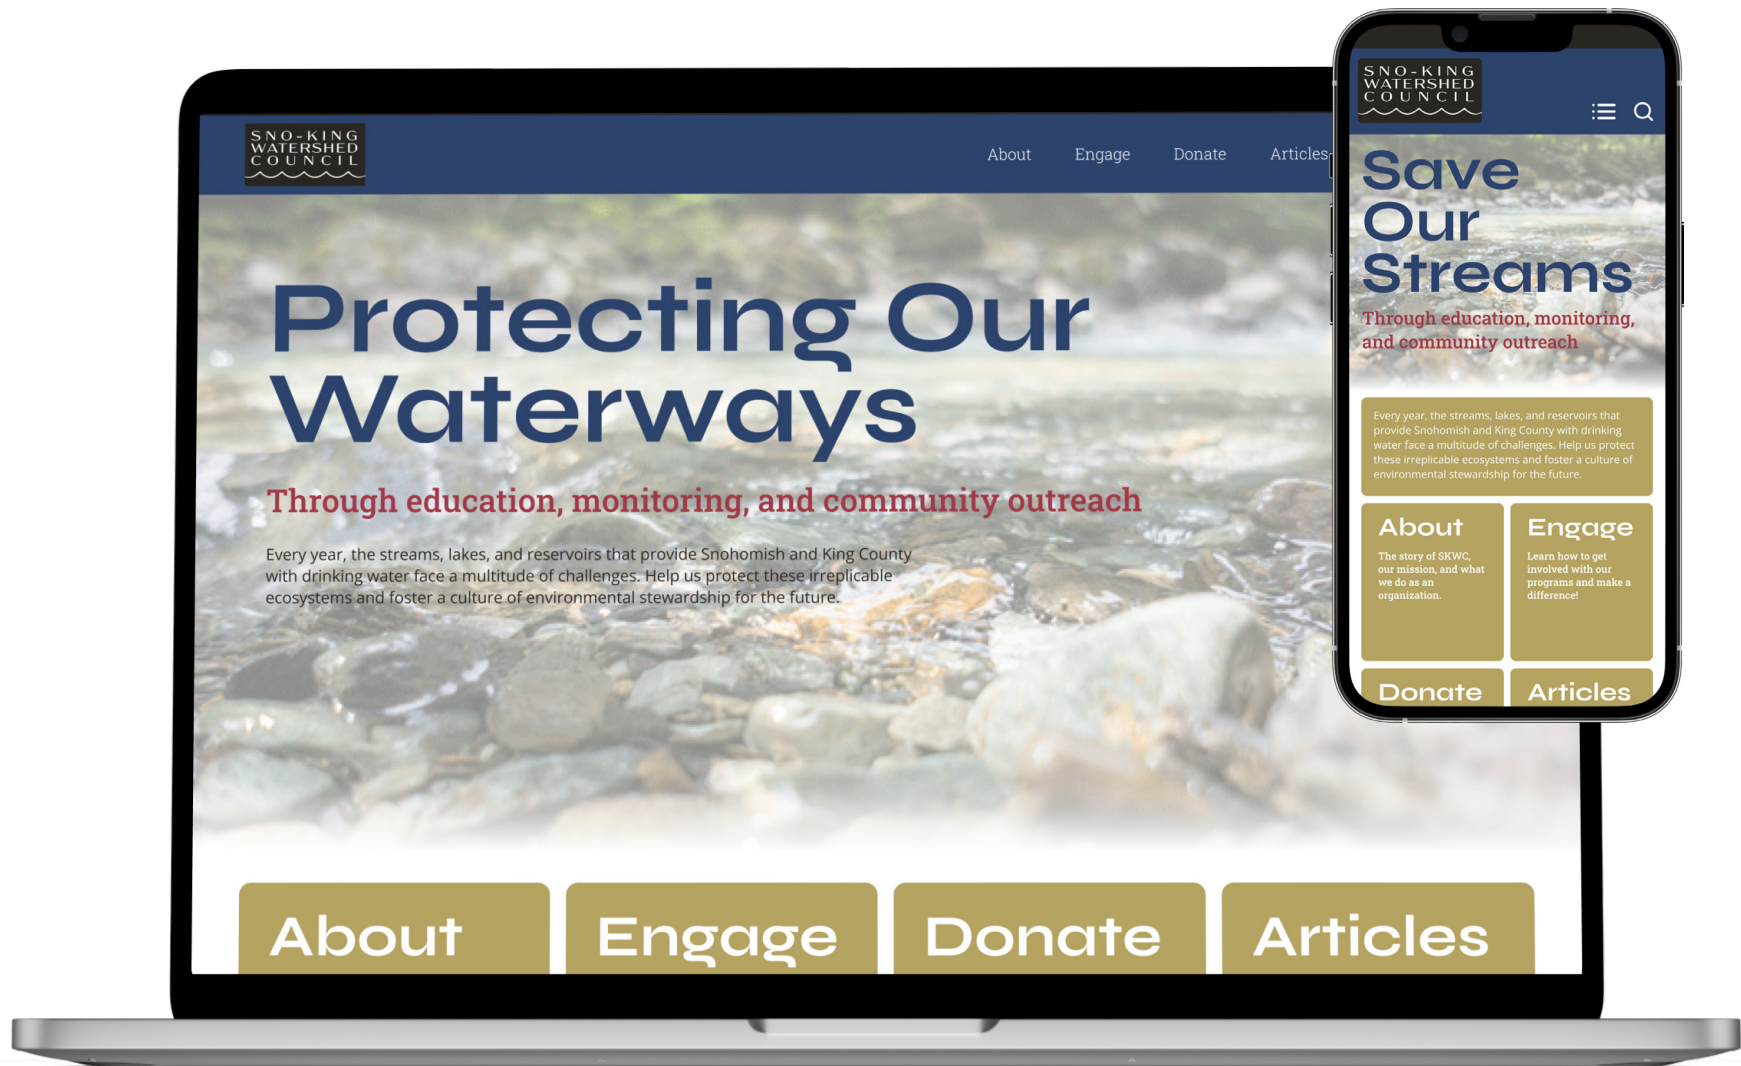 SNO-KING
WATERSHED
COUNCIL
About Engage Donate Articles
Protecting Our
Waterways
Through education, monitoring, and community outreach
Every year, the streams, lakes, and reservoirs that provide Snohomish and King County
with drinking water face a multitude of challenges. Help us protect these irreplicable
ecosystems and foster a culture of environmental stewardship for the future.
About
Engage
Donate
Articles
SNO-KING
WATERSHED
COUNCIL
Save
Our
Streams
Through education, monitoring,
and community outreach
Every year, the streams, lakes, and reservoirs that
provide Snohomish and King County with drinking
water face a multitude of challenges. Help us protect
these irreplicable ecosystems and foster a culture of
environmental stewardship for the future.
About
The story of SKWC,
our mission, and what
we do as an
organization.
Engage
Learn how to get
involved with our
programs and make a
difference!
Donate
Articles